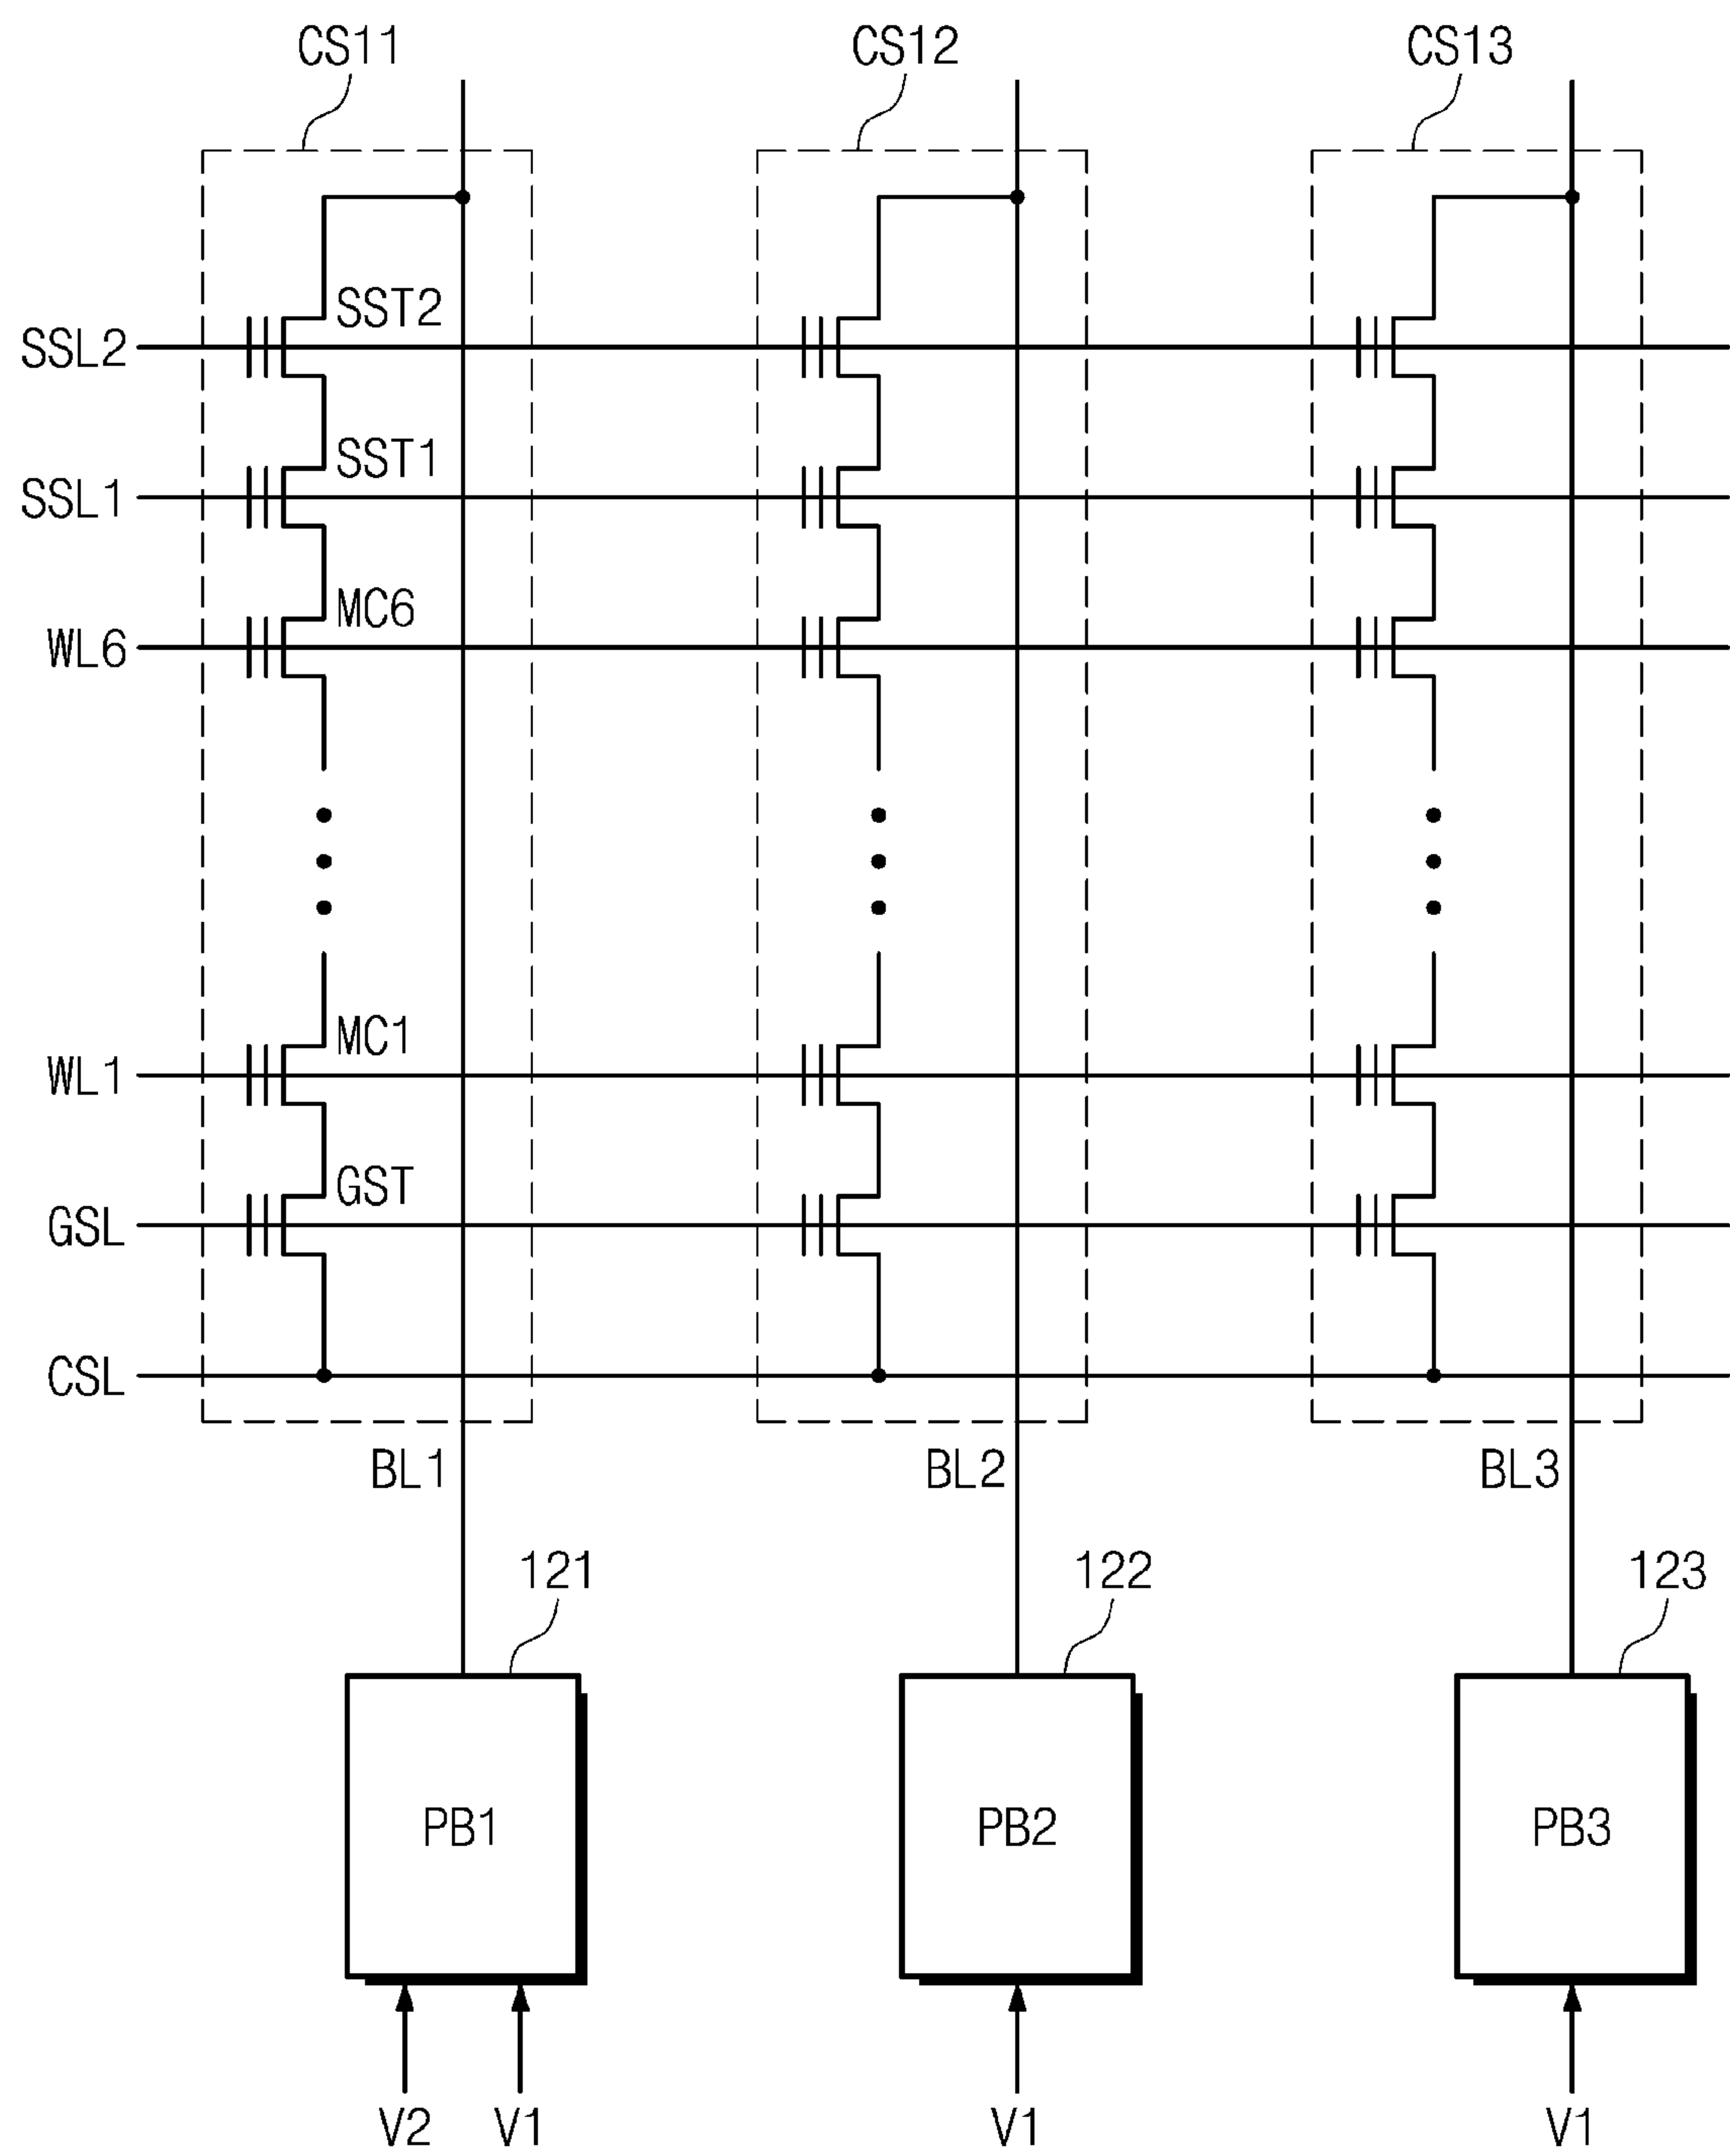 CS11 CS12 CS13
SST2
SSL2
SST1
SSL1
MC6
WL6
MC1
WL1
GST
GSL
CSL
BL1 BL2 BL3
121 122 123
PB1 PB2 PB3
V2 V1 V1 V1